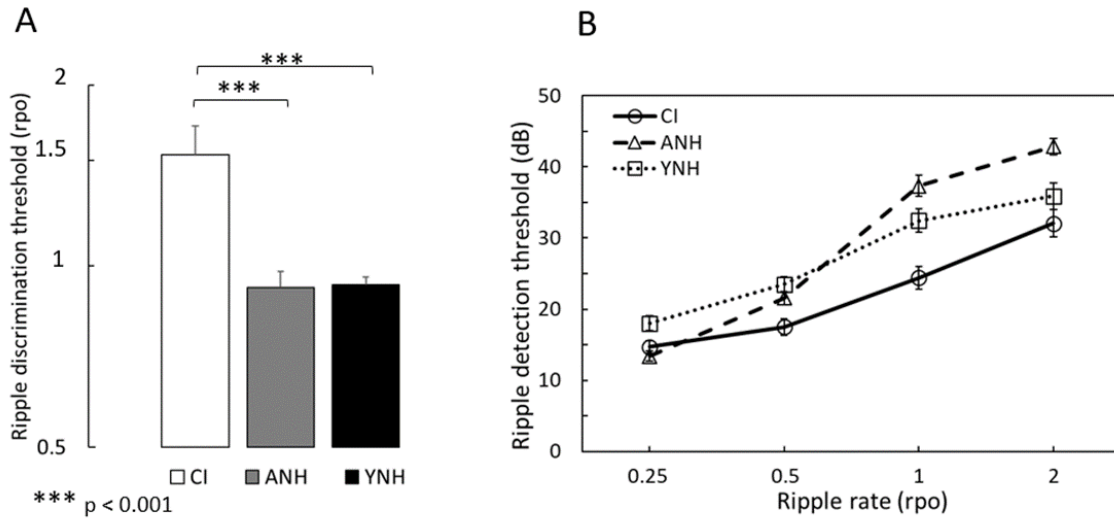 A
Ripple discrimination threshold (rpo)
2
1.5
1
0.5
***
***
CI ANH YNH
*** p < 0.001
B
Ripple detection threshold (dB)
50
40
30
20
10
0
CI
ANH
YNH
0.25 0.5 1 2
Ripple rate (rpo)